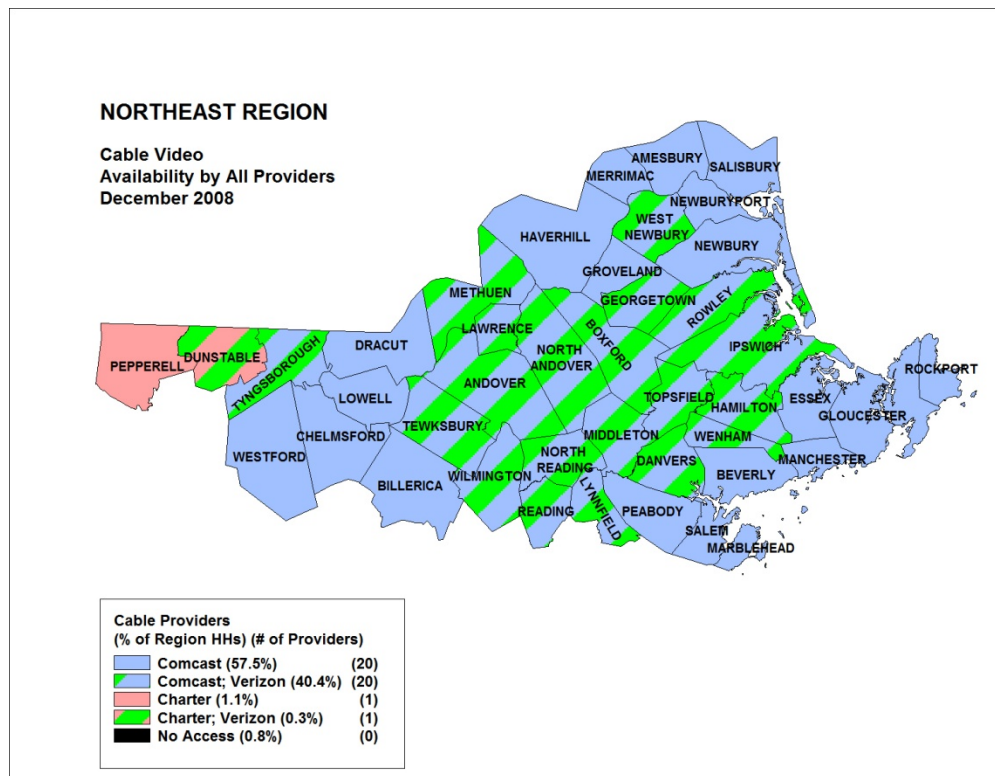 NORTHEAST REGION
Cable Video
Availability by All Providers
December 2008
AMESBURY
SALISBURY
MERRIMAC
NEWBURYPORT
WEST
NEWBURY
HAVERHILL
NEWBURY
GROVELAND
METHUEN
GEORGETOWN
ROWLEY
LAWRENCE
BOXFORD
DRACUT
NORTH
ANDOVER
IPSWICH
DUNSTABLE
PEPPERELL
TYNGSBOROUGH
ANDOVER
ROCKPORT
LOWELL
TOPSFIELD
HAMILTON
ESSEX
GLOUCESTER
TEWKSBURY
MIDDLETON
WENHAM
CHELMSFORD
WESTFORD
NORTH
READING
DANVERS
MANCHESTER
WILMINGTON
BEVERLY
BILLERICA
LYNNFIELD
READING
PEABODY
SALEM
MARBLEHEAD
Cable Providers
(% of Region HHs) (# of Providers)
Comcast (57.5%) (20)
Comcast; Verizon (40.4%) (20)
Charter (1.1%) (1)
Charter; Verizon (0.3%) (1)
No Access (0.8%) (0)